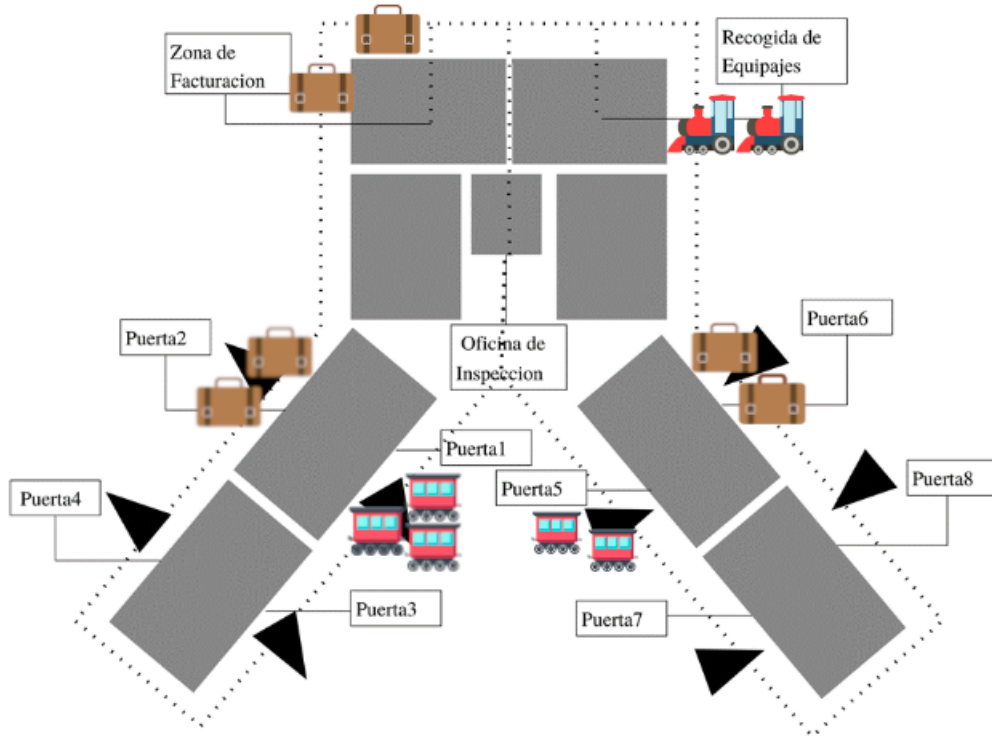 Zona de
Facturacion
Recogida de
Equipajes
Puerta2
Oficina de
Inspeccion
Puerta6
Puerta1
Puerta4
Puerta5
Puerta8
Puerta3
Puerta7